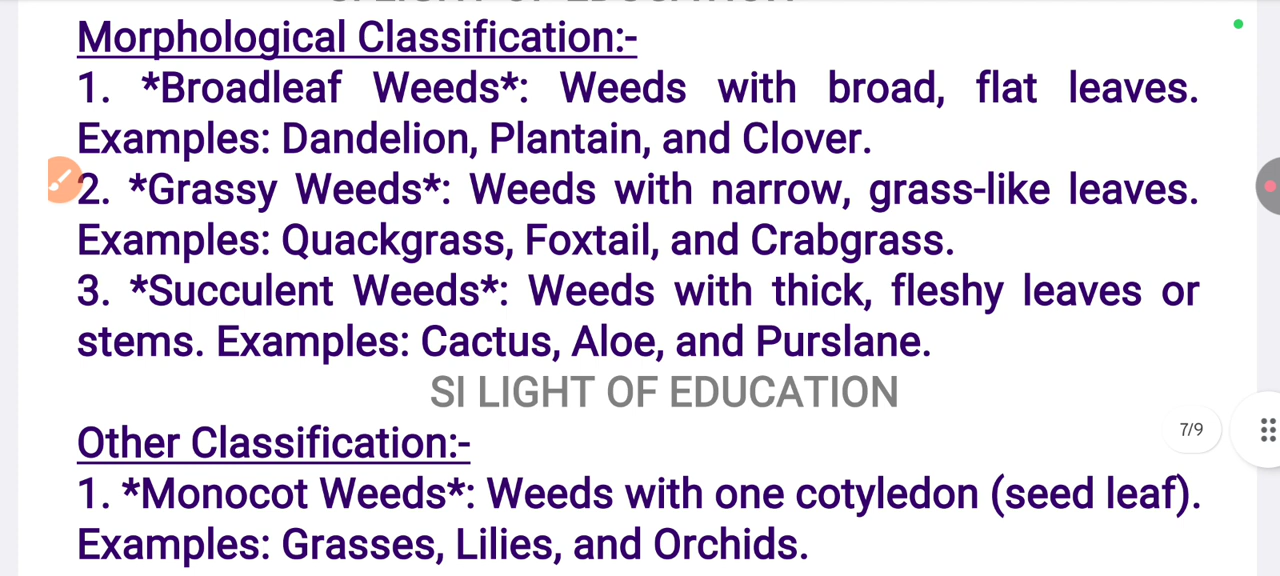 Morphological Classification:-
1. *Broadleaf Weeds*: Weeds with broad, flat leaves.
Examples: Dandelion, Plantain, and Clover.
2. *Grassy Weeds*: Weeds with narrow, grass-like leaves.
Examples: Quackgrass, Foxtail, and Crabgrass.
3. *Succulent Weeds*: Weeds with thick, fleshy leaves or
stems. Examples: Cactus, Aloe, and Purslane.
SI LIGHT OF EDUCATION
7/9
Other Classification:-
1. *Monocot Weeds*: Weeds with one cotyledon (seed leaf).
Examples: Grasses, Lilies, and Orchids.